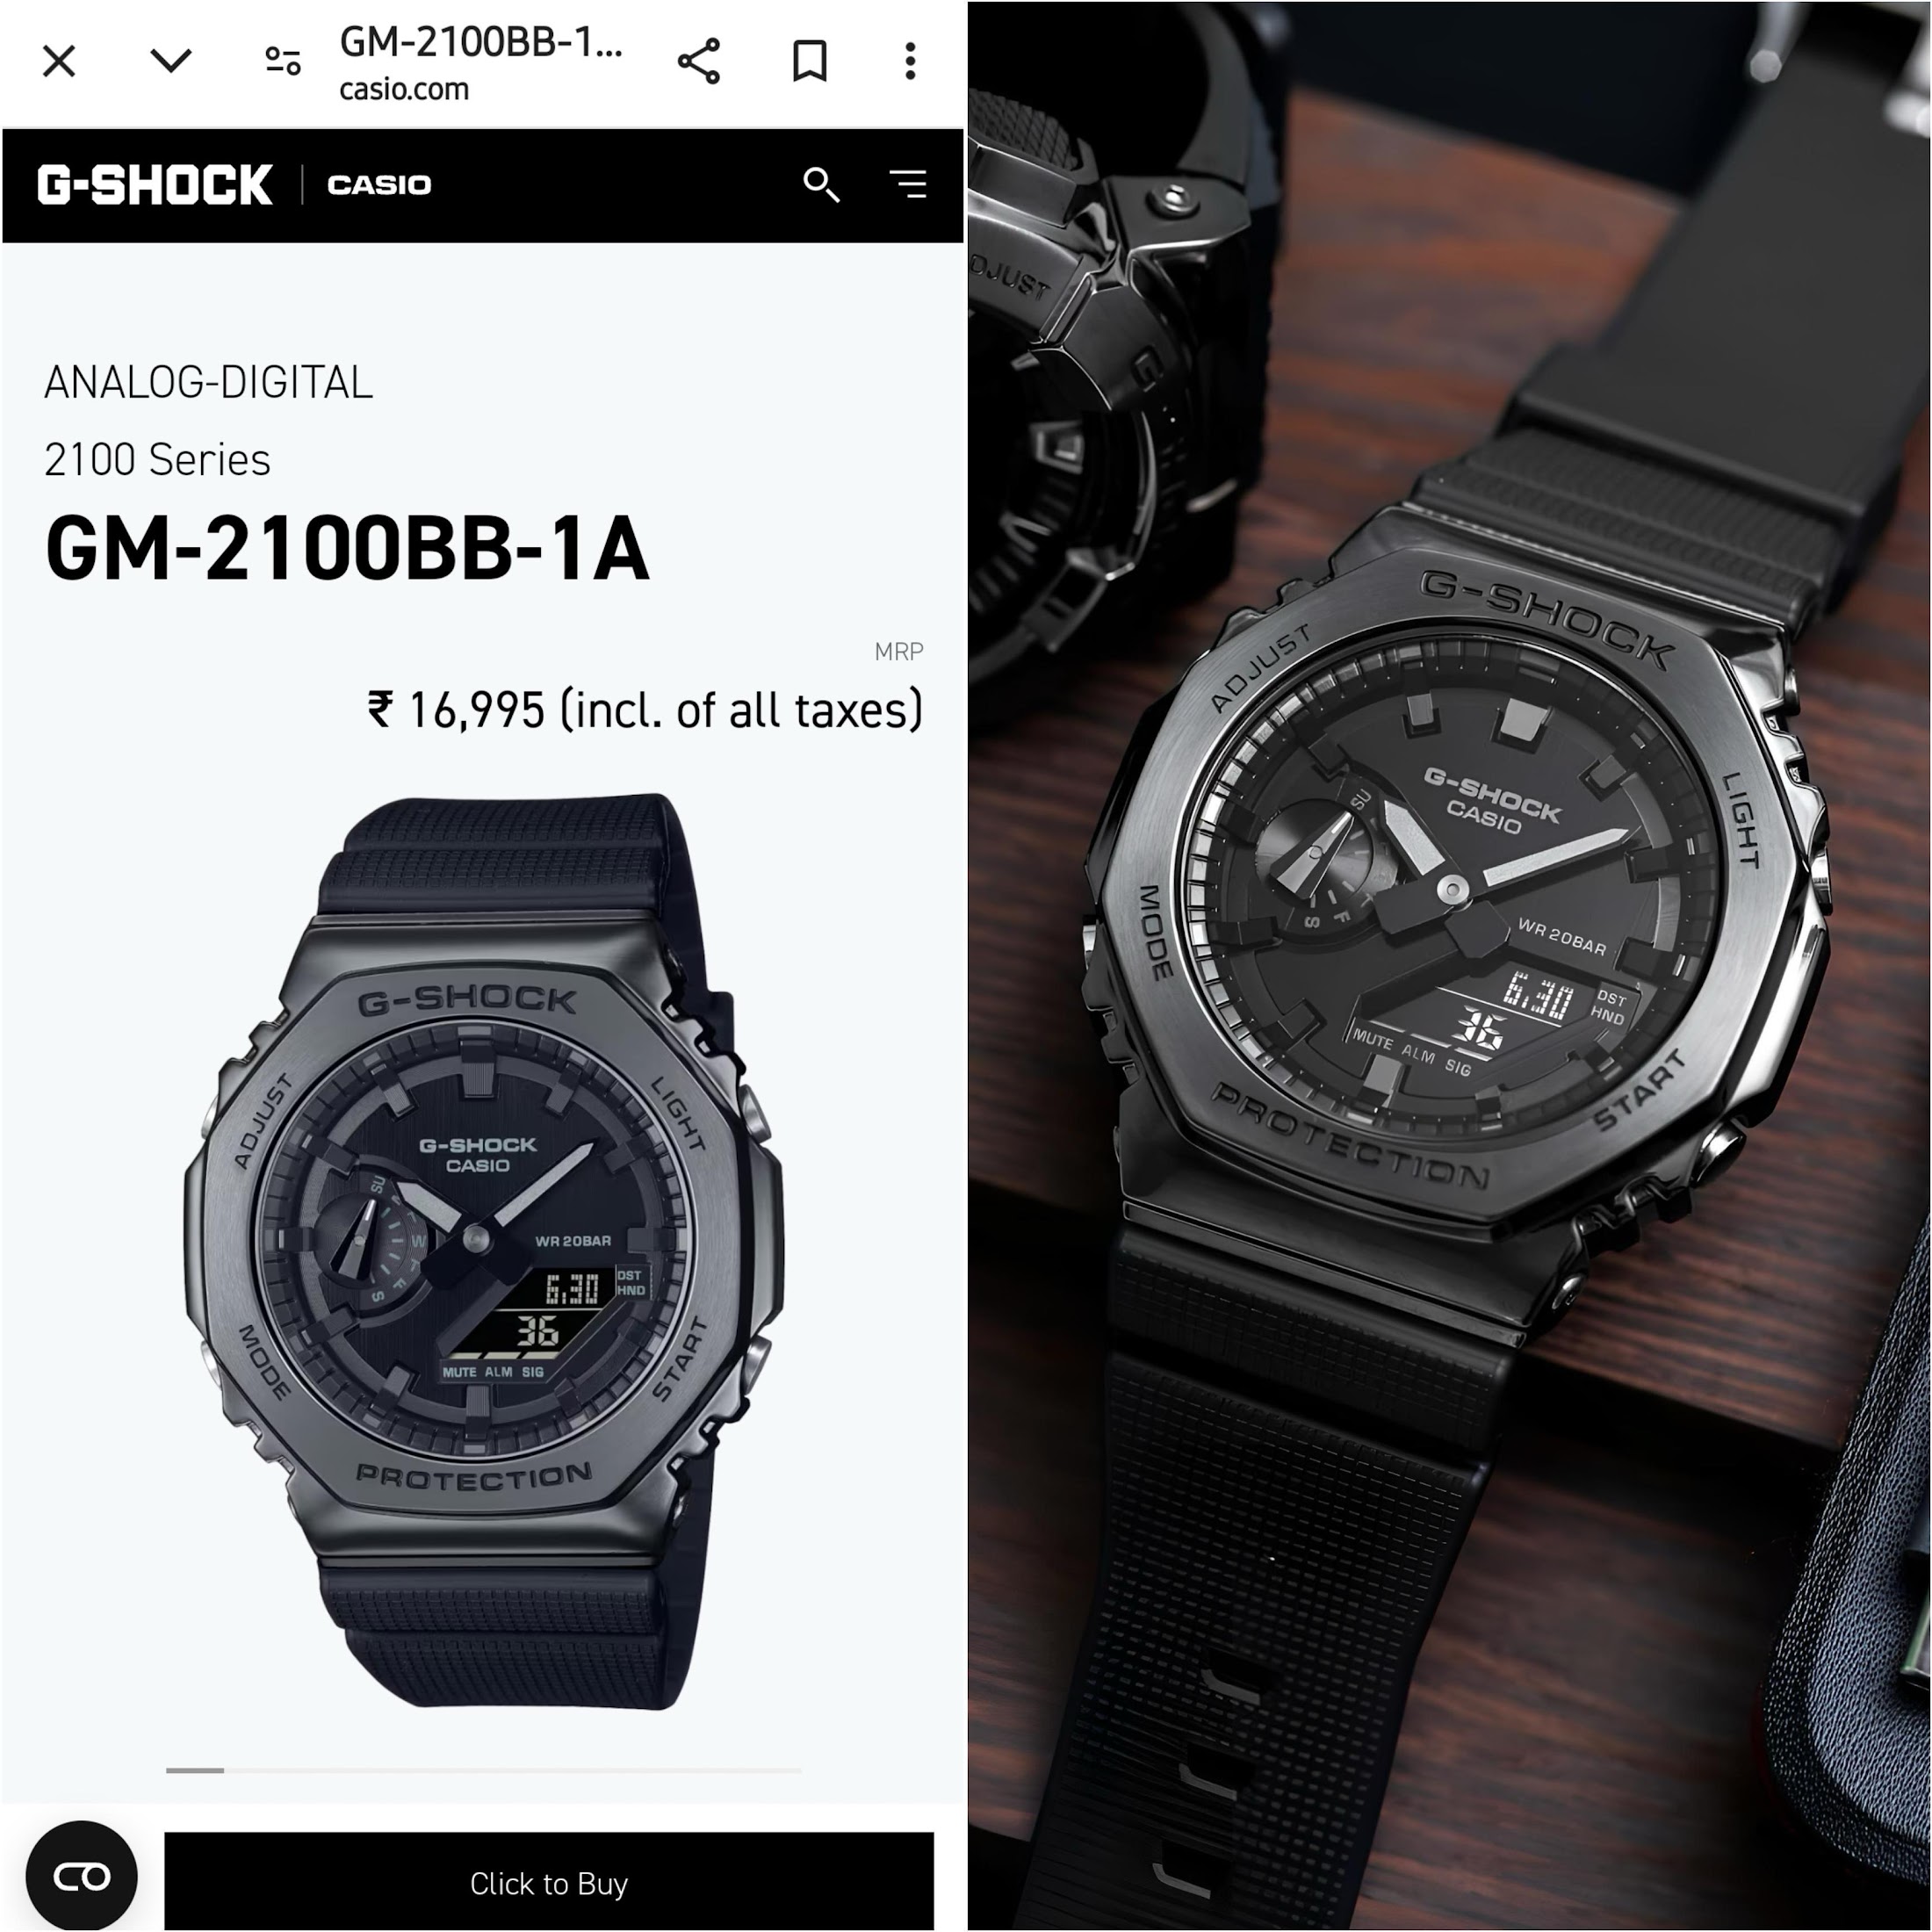 GM-2100BB-1...
casio.com
G-SHOCK | CASIO
ANALOG-DIGITAL
2100 Series
GM-2100BB-1A
MRP
₹ 16,995 (incl. of all taxes)
G-SHOCK
ADJUST
LIGHT
G-SHOCK
CASIO
SU
W
T
F
S
WR 20BAR
6.30
DST
HND
36
MUTE ALM SIG
MODE
START
PROTECTION
Click to Buy
DJUST
G
G-SHOCK
ADJUST
LIGHT
G-SHOCK
CASIO
SU
F
S
WR 20BAR
6.30
DST
HND
36
MUTE ALM SIG
MODE
START
PROTECTION